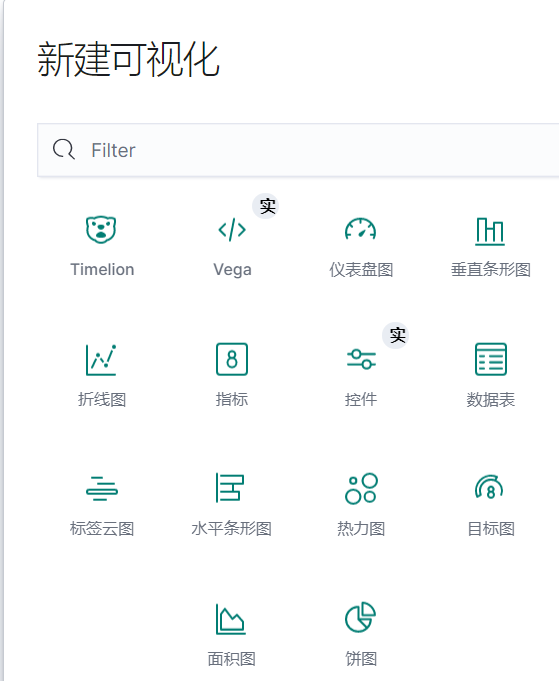 新建可视化
Filter
Timelion
实
Vega
仪表盘图
垂直条形图
折线图
8
指标
实
控件
数据表
标签云图
水平条形图
热力图
8
目标图
面积图
饼图